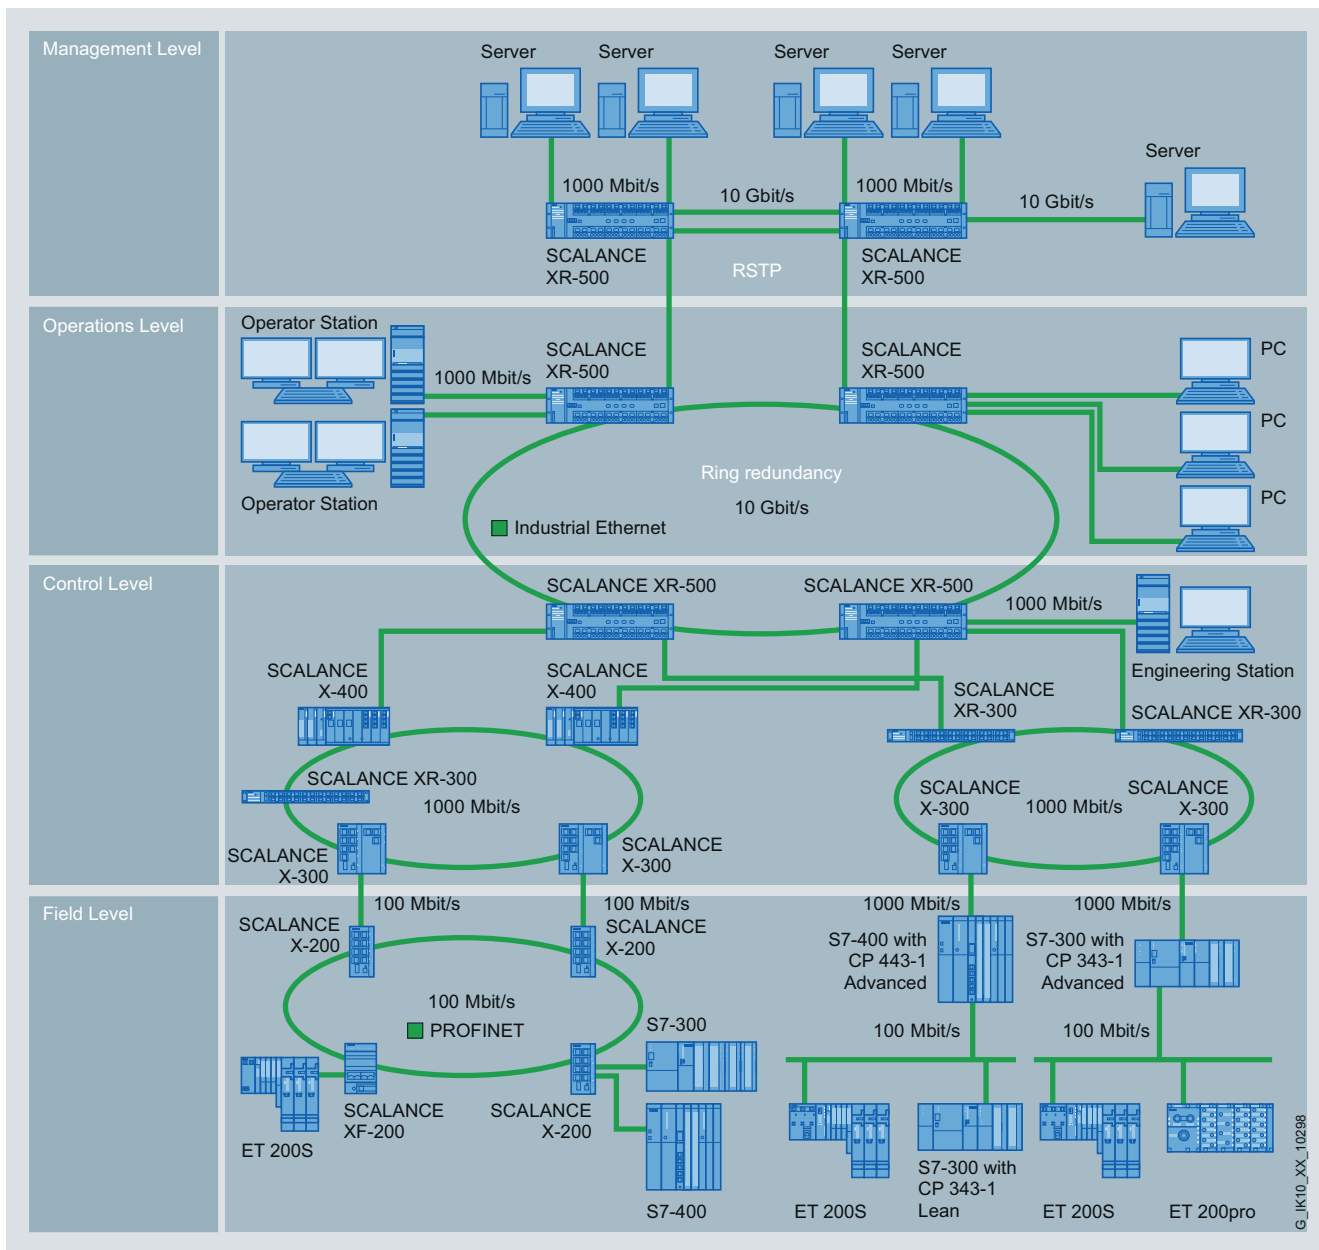 Management Level
Server
Server
Server
Server
Server
1000 Mbit/s
10 Gbit/s
1000 Mbit/s
10 Gbit/s
SCALANCE
XR-500
RSTP
SCALANCE
XR-500
Operations Level
Operator Station
1000 Mbit/s
Operator Station
SCALANCE
XR-500
SCALANCE
XR-500
PC
PC
PC
Ring redundancy
10 Gbit/s
Industrial Ethernet
Control Level
SCALANCE XR-500
SCALANCE XR-500
1000 Mbit/s
Engineering Station
SCALANCE
X-400
SCALANCE
X-400
SCALANCE
XR-300
SCALANCE XR-300
SCALANCE XR-300
1000 Mbit/s
SCALANCE
X-300
SCALANCE
X-300
SCALANCE
X-300
1000 Mbit/s
SCALANCE
X-300
Field Level
100 Mbit/s
100 Mbit/s
1000 Mbit/s
1000 Mbit/s
SCALANCE
X-200
SCALANCE
X-200
S7-400 with
CP 443-1
Advanced
S7-300 with
CP 343-1
Advanced
100 Mbit/s
PROFINET
100 Mbit/s
100 Mbit/s
S7-300
ET 200S
SCALANCE
XF-200
SCALANCE
X-200
S7-400
ET 200S
S7-300 with
CP 343-1
Lean
ET 200S
ET 200pro
G_IK10_XX_10298